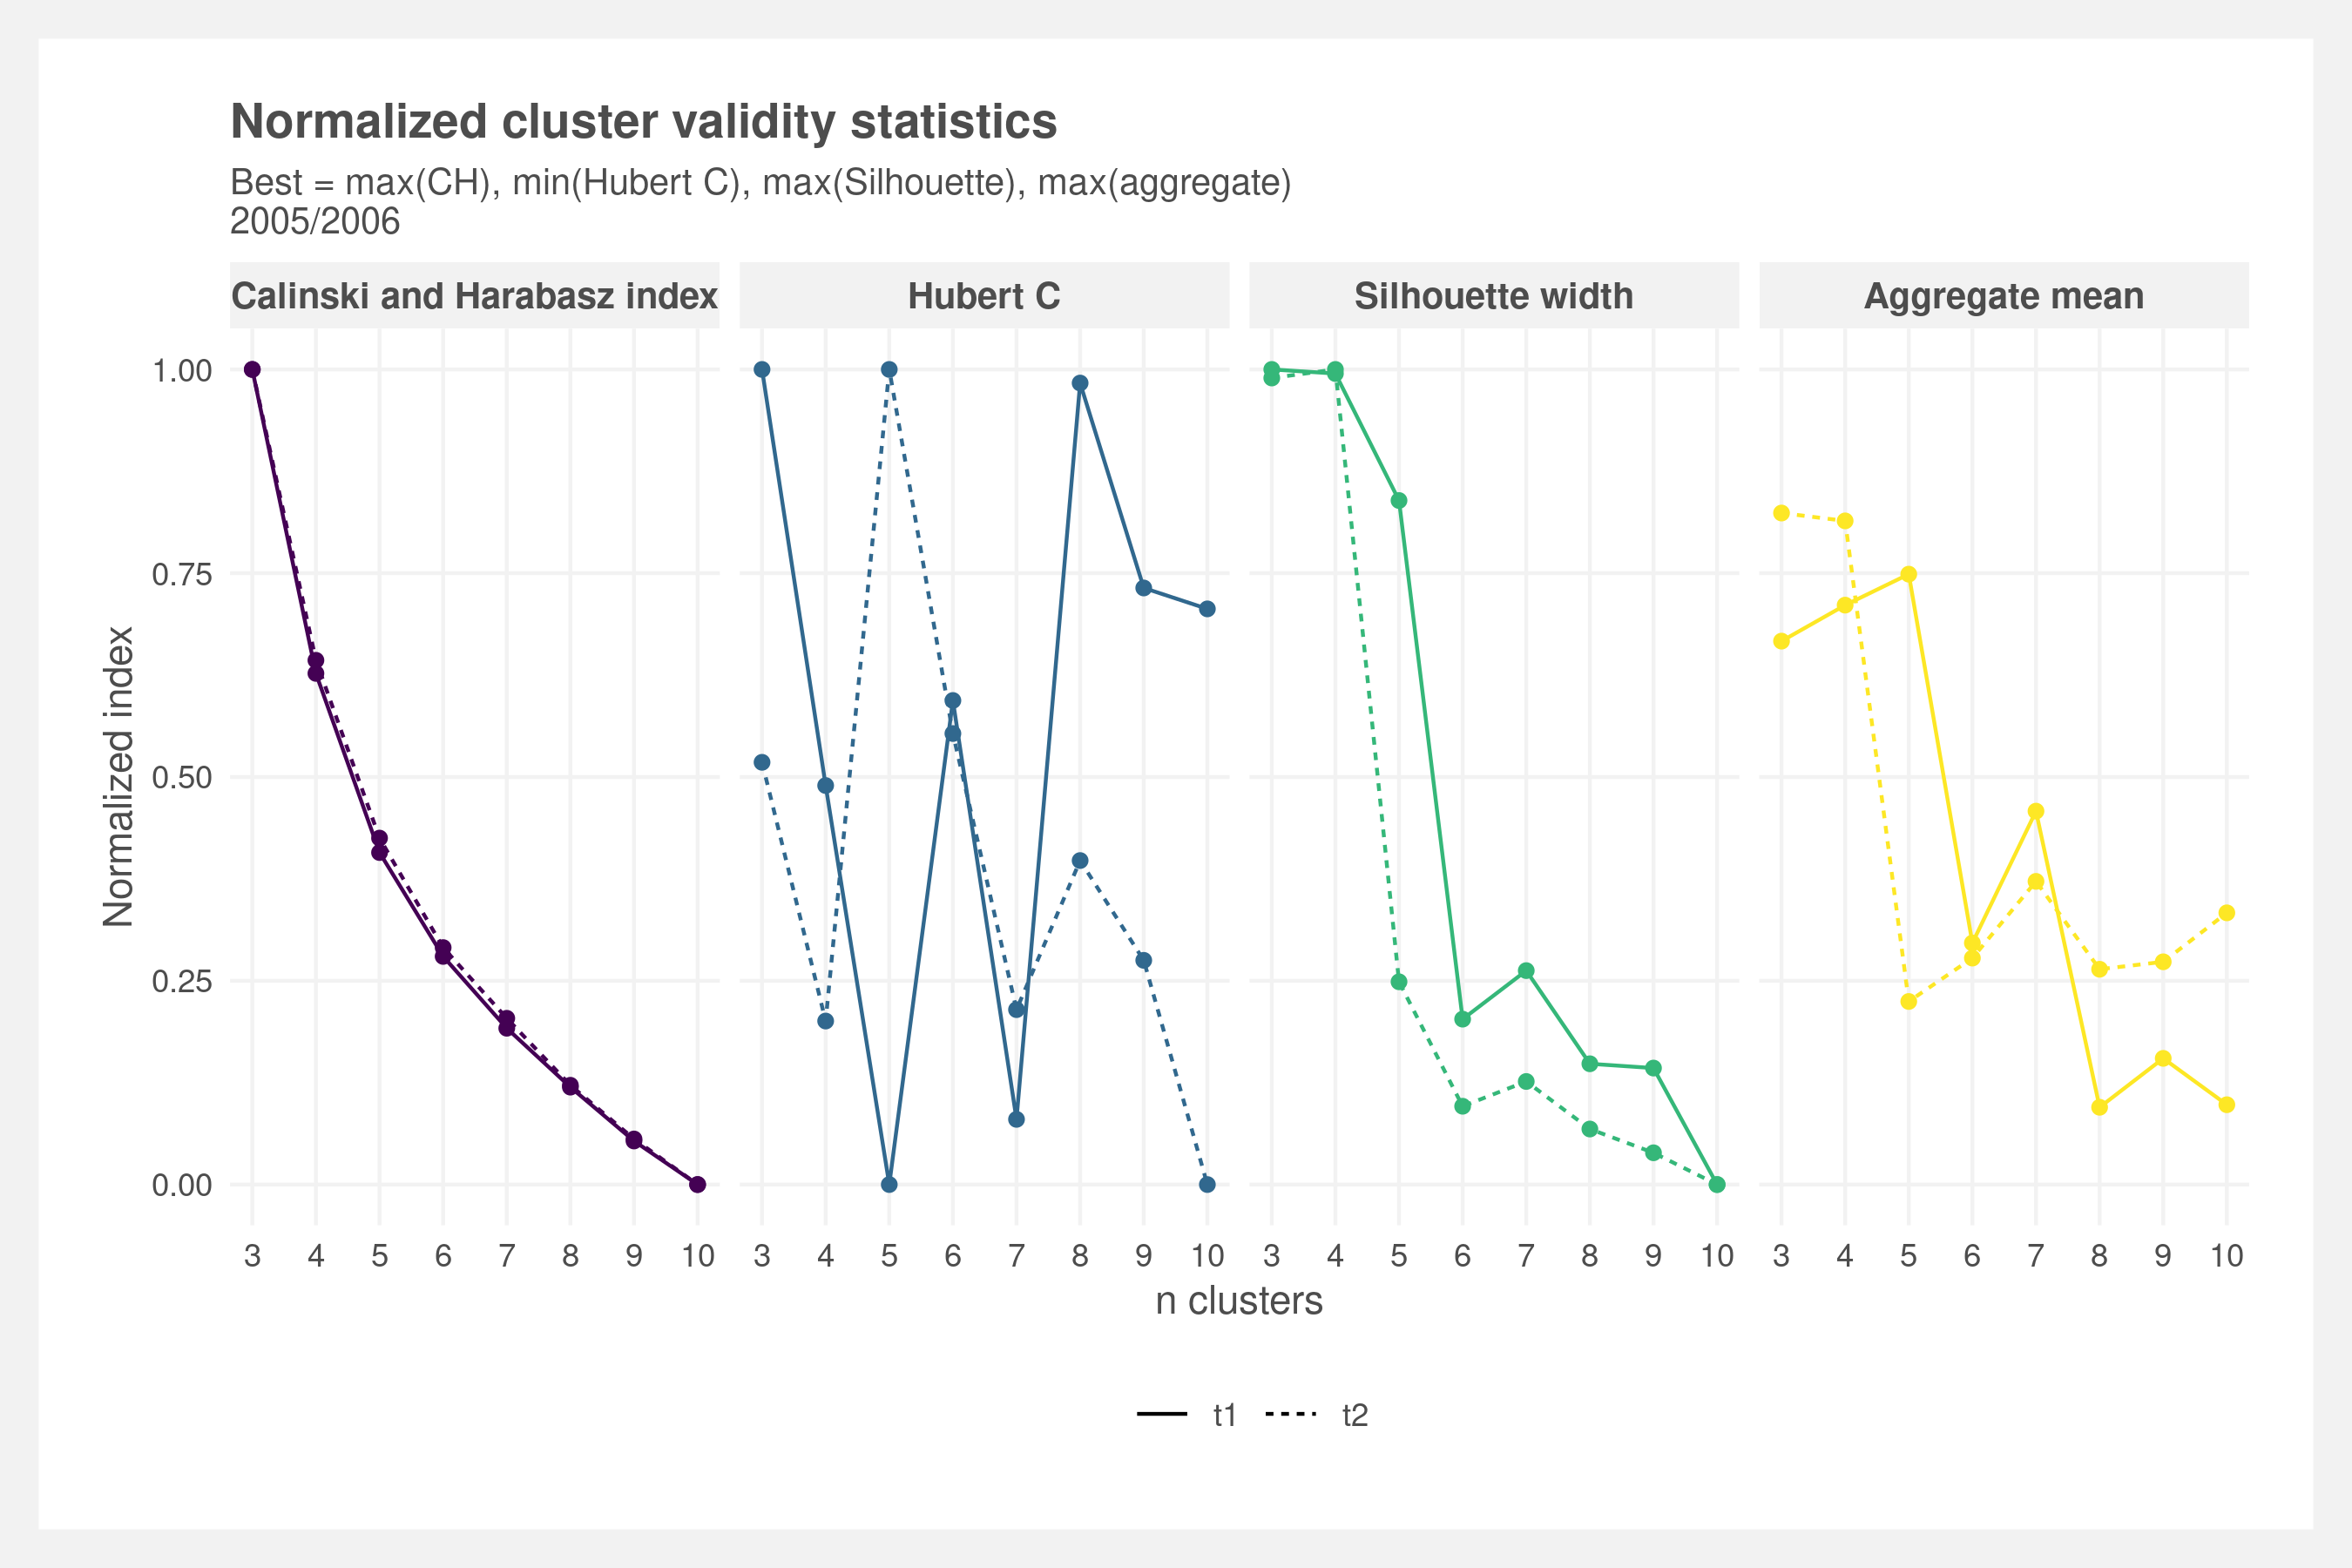 Normalized cluster validity statistics
Best = max(CH), min(Hubert C), max(Silhouette), max(aggregate)
2005/2006
Calinski and Harabasz index
Hubert C
Silhouette width
Aggregate mean
Normalized index
1.00
0.75
0.50
0.25
0.00
3 4 5 6 7 8 9 10
3 4 5 6 7 8 9 10
3 4 5 6 7 8 9 10
3 4 5 6 7 8 9 10
n clusters
t1 t2